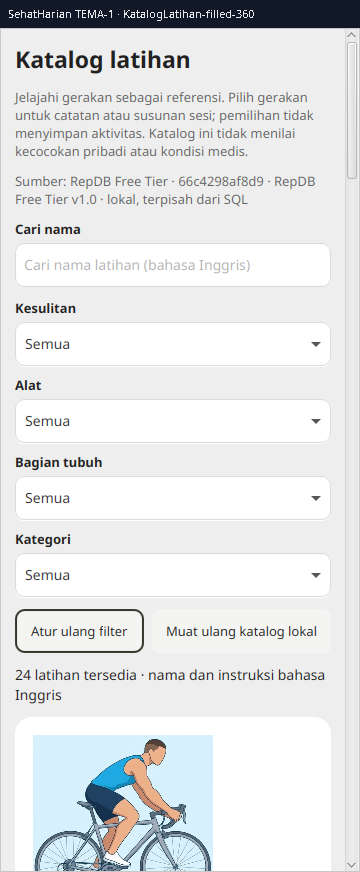 SehatHarian TEMA-1 · KatalogLatihan-filled-360
Katalog latihan
Jelajahi gerakan sebagai referensi. Pilih gerakan
untuk catatan atau susunan sesi; pemilihan tidak
menyimpan aktivitas. Katalog ini tidak menilai
kecocokan pribadi atau kondisi medis.
Sumber: RepDB Free Tier · 66c4298af8d9 · RepDB
Free Tier v1.0 · lokal, terpisah dari SQL
Cari nama
Cari nama latihan (bahasa Inggris)
Kesulitan
Semua
Alat
Semua
Bagian tubuh
Semua
Kategori
Semua
Atur ulang filter
Muat ulang katalog lokal
24 latihan tersedia · nama dan instruksi bahasa
Inggris